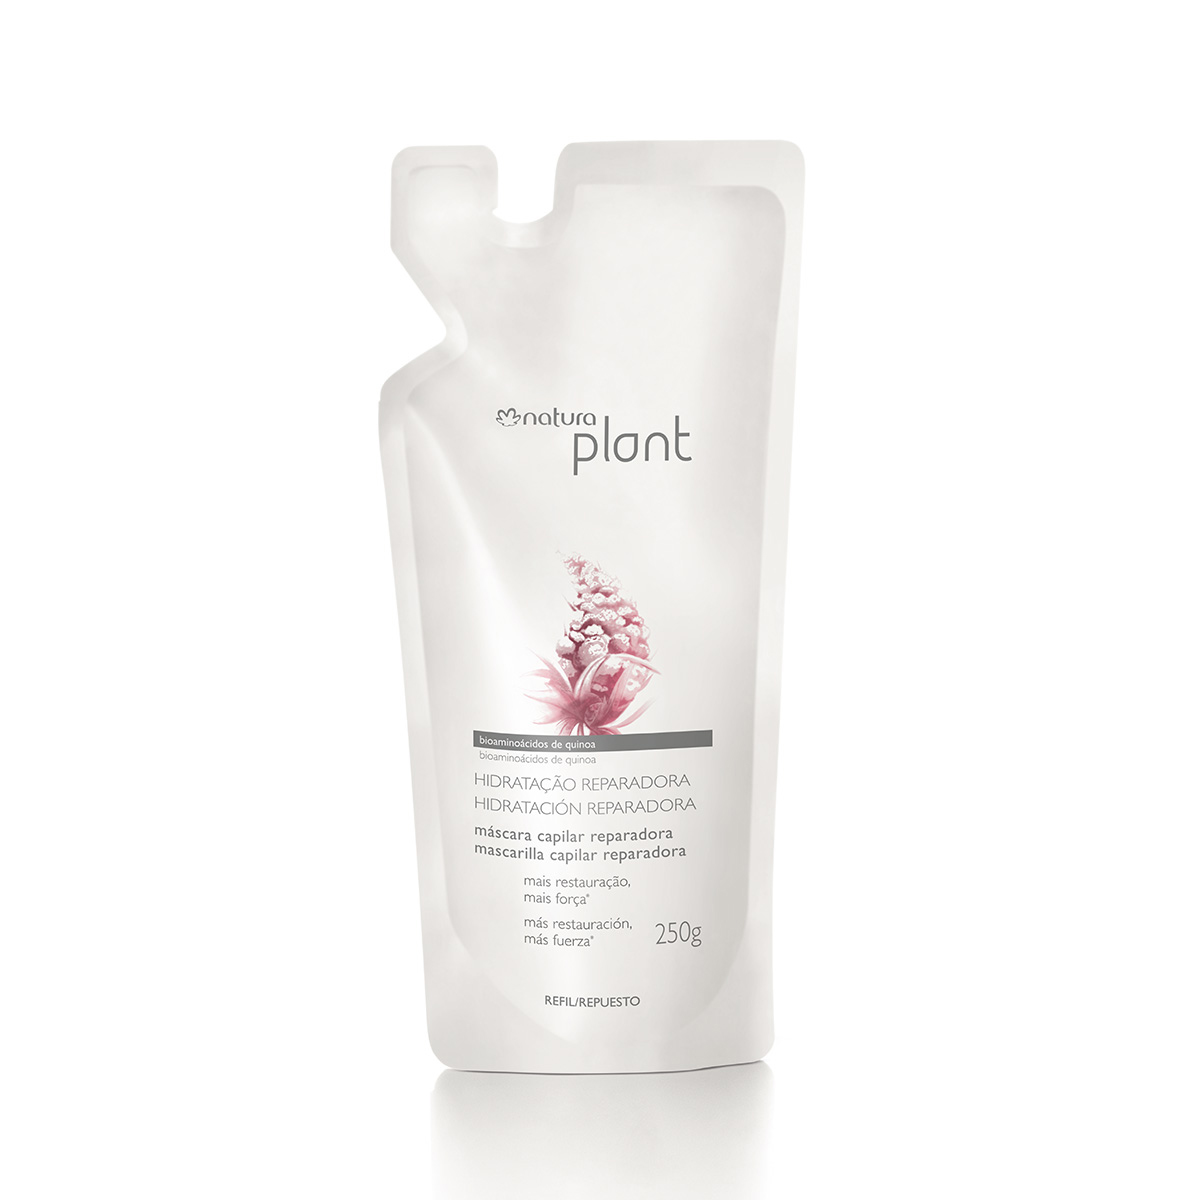 natura
plant
bioaminoácidos de quinoa
bioaminoácidos de quinoa
HIDRATAÇÃO REPARADORA
HIDRATACIÓN REPARADORA
máscara capilar reparadora
mascarilla capilar reparadora
mais restauração,
mais força*
más restauración,
más fuerza*
250g
REFIL/REPUESTO